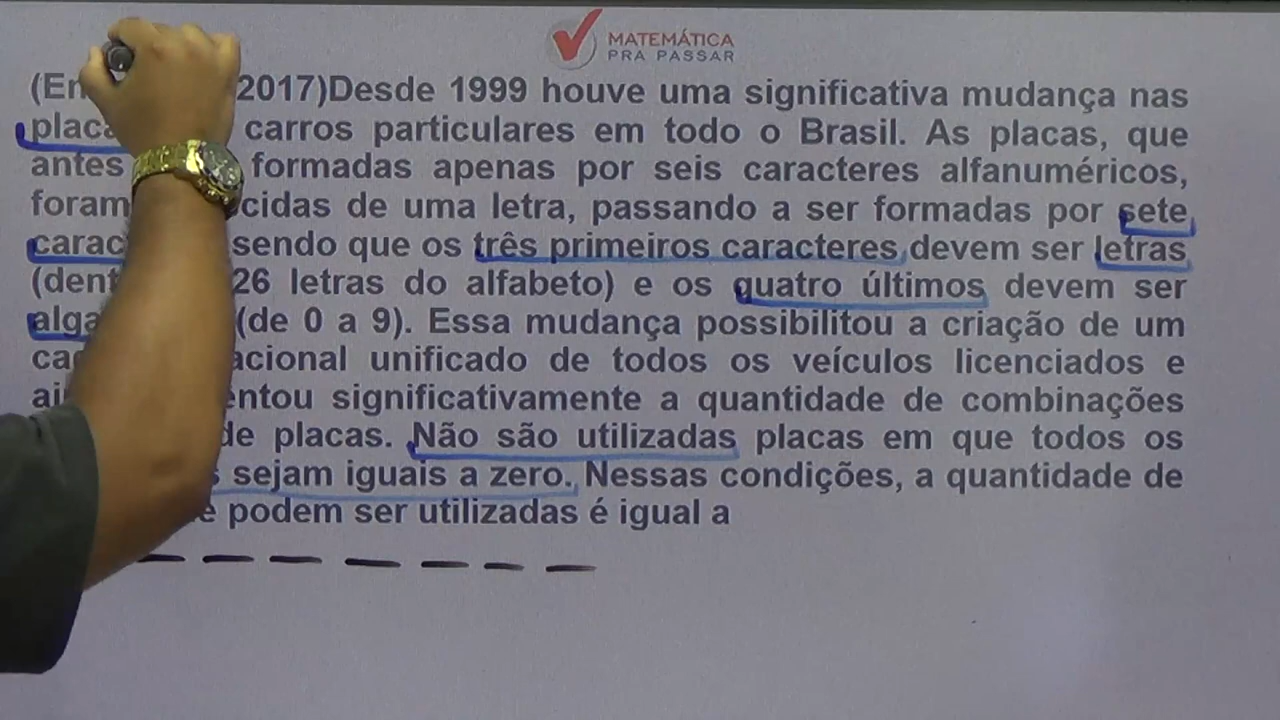 MATEMÁTICA
PRA PASSAR
2017)Desde 1999 houve uma significativa mudança nas
carros particulares em todo o Brasil. As placas, que
antes formadas apenas por seis caracteres alfanuméricos,
foram de uma letra, passando a ser formadas por sete
sendo que os três primeiros caracteres devem ser letras
26 letras do alfabeto) e os quatro últimos devem ser
(de 0 a 9). Essa mudança possibilitou a criação de um
unificado de todos os veículos licenciados e
significativamente a quantidade de combinações
de placas. Não são utilizadas placas em que todos os
sejam iguais a zero. Nessas condições, a quantidade de
podem ser utilizadas é igual a